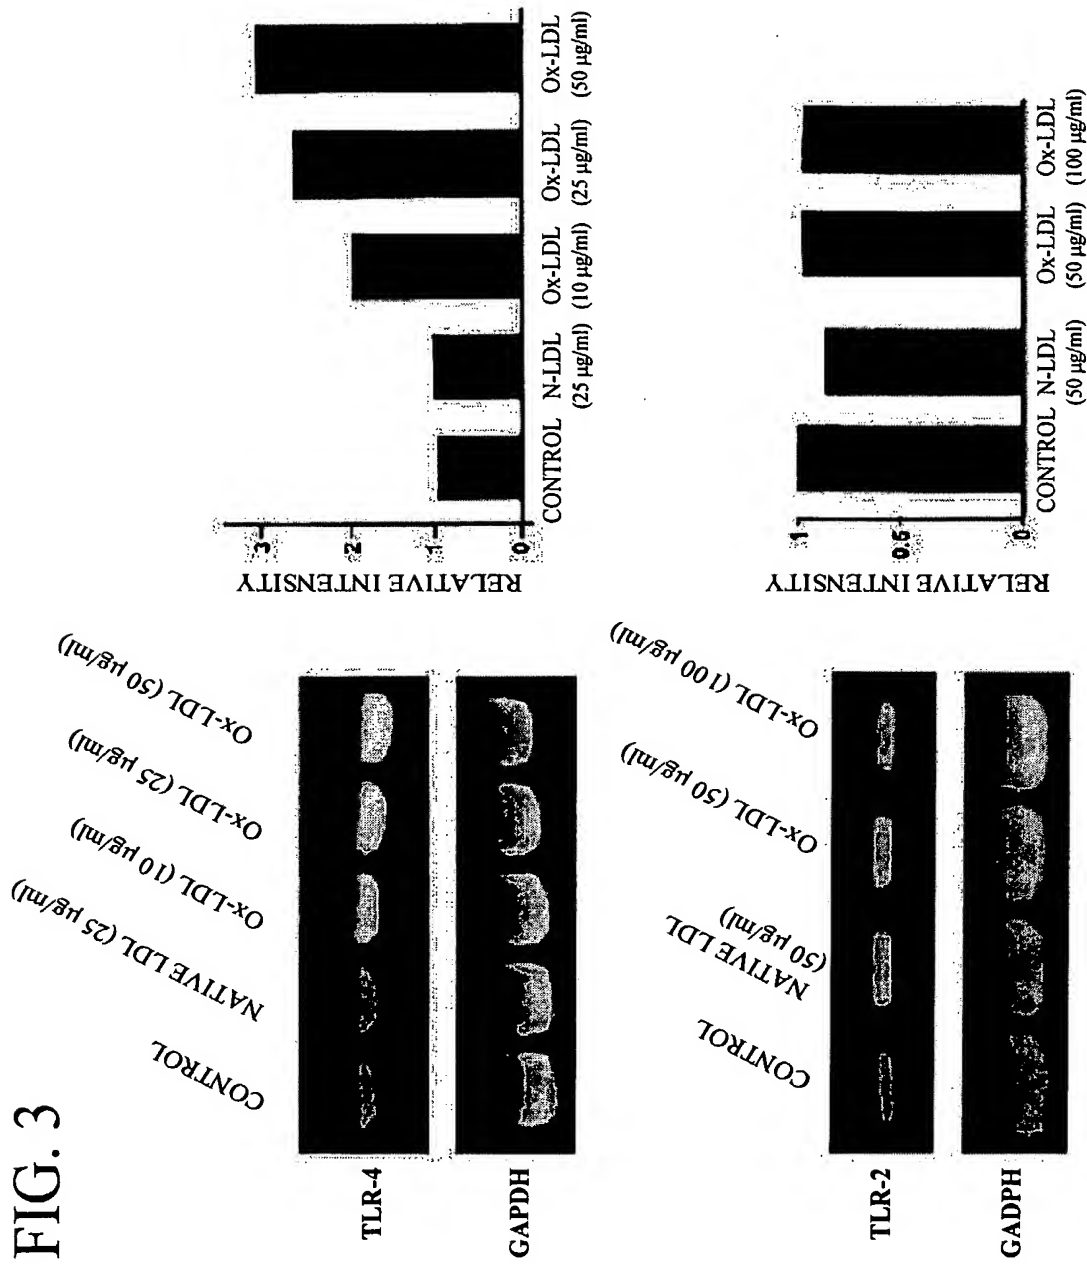 FIG. 3
CONTROL
NATIVE LDL (25 µg/ml)
Ox-LDL (10 µg/ml)
Ox-LDL (25 µg/ml)
Ox-LDL (50 µg/ml)
TLR-4
GAPDH
RELATIVE INTENSITY
3
2
1
0
CONTROL
N-LDL
(25 µg/ml)
Ox-LDL
(10 µg/ml)
Ox-LDL
(25 µg/ml)
Ox-LDL
(50 µg/ml)
CONTROL
NATIVE LDL
(50 µg/ml)
Ox-LDL (50 µg/ml)
Ox-LDL (100 µg/ml)
TLR-2
GADPH
RELATIVE INTENSITY
1
0.5
0
CONTROL
N-LDL
(50 µg/ml)
Ox-LDL
(50 µg/ml)
Ox-LDL
(100 µg/ml)